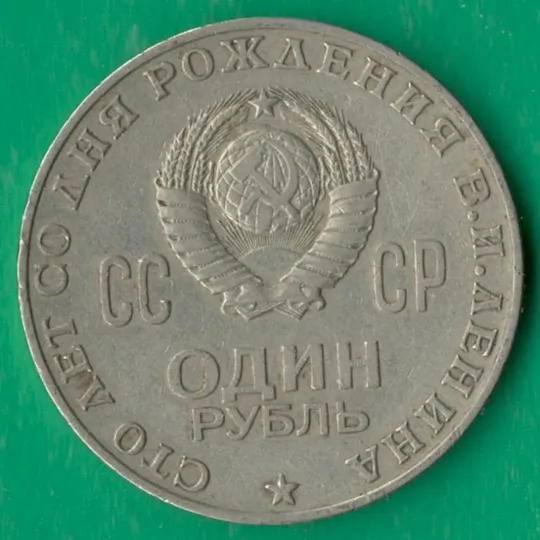 СТО ЛЕТ СО ДНЯ РОЖДЕНИЯ В.И.ЛЕНИНА
СС СР
ОДИН
РУБЛЬ